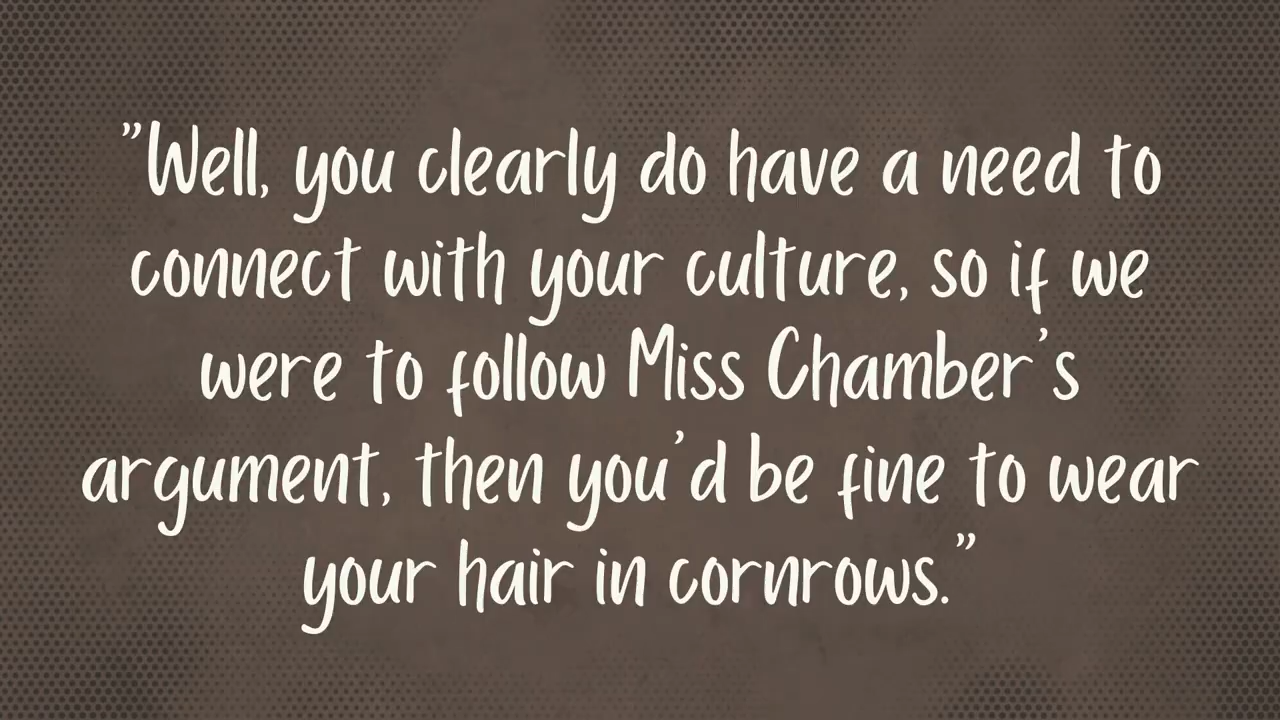 "Well, you clearly do have a need to
connect with your culture, so if we
were to follow Miss Chamber's
argument, then you'd be fine to wear
your hair in cornrows."